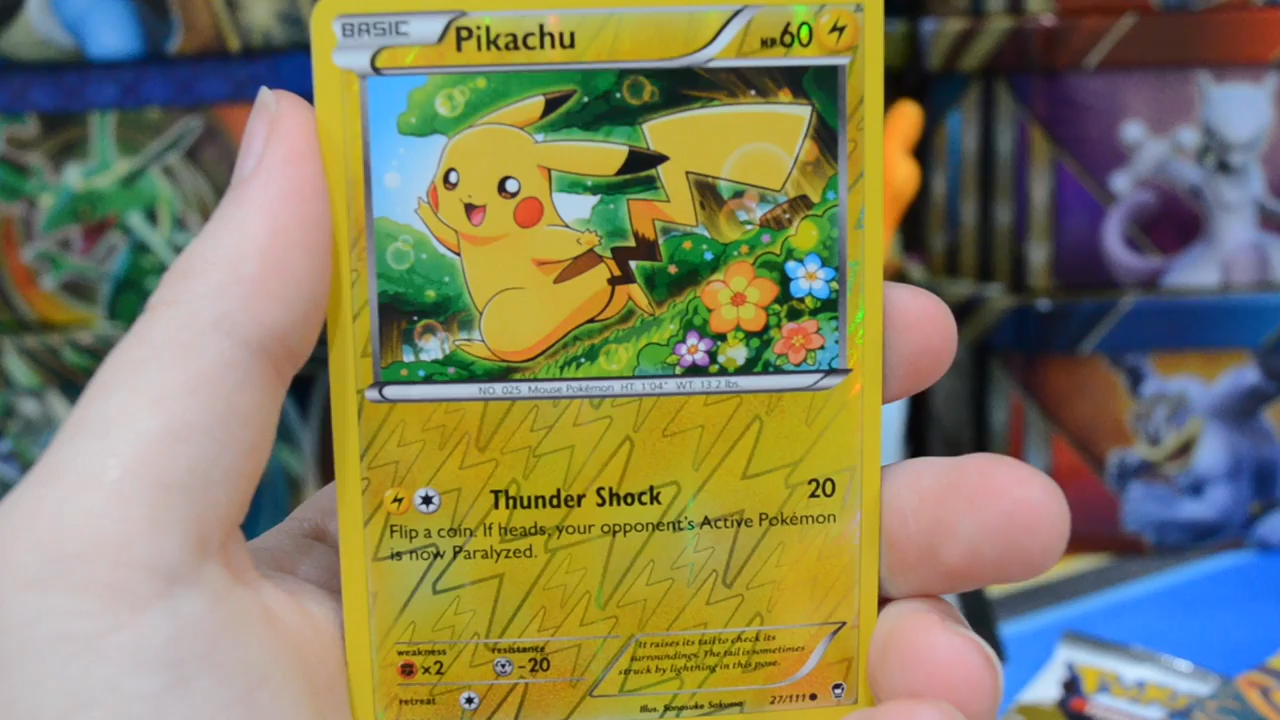 BASIC Pikachu HP60
NO. 025 Mouse Pokémon HT: 1'04" WT: 13.2 lbs.
Thunder Shock 20
Flip a coin. If heads, your opponent's Active Pokémon
is now Paralyzed.
weakness resistance
×2 -20
retreat
It raises its tail to check its
surroundings. The tail is sometimes
struck by lightning in this pose.
Illus. Sanosuke Sakuma 27/111